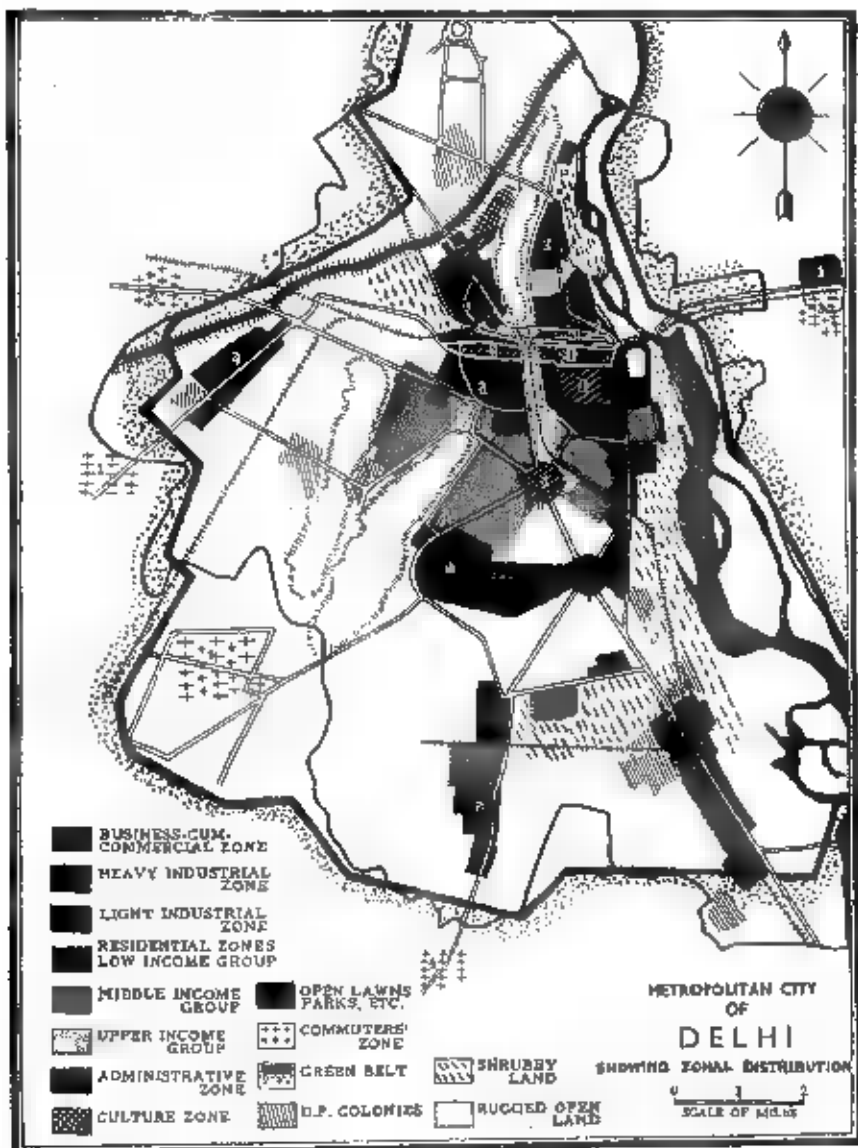 BUSINESS-CUM-
COMMERCIAL ZONE
HEAVY INDUSTRIAL
ZONE
LIGHT INDUSTRIAL
ZONE
RESIDENTIAL ZONES
LOW INCOME GROUP
MIDDLE INCOME
GROUP
UPPER INCOME
GROUP
ADMINISTRATIVE
ZONE
CULTURE ZONE
OPEN LAWNS
PARKS, ETC.
COMMUTERS'
ZONE
GREEN BELT
D.P. COLONIES
SHRUBBY
LAND
RUGGED OPEN
LAND
METROPOLITAN CITY
OF
DELHI
SHOWING ZONAL DISTRIBUTION
0 1 2
SCALE OF MILES